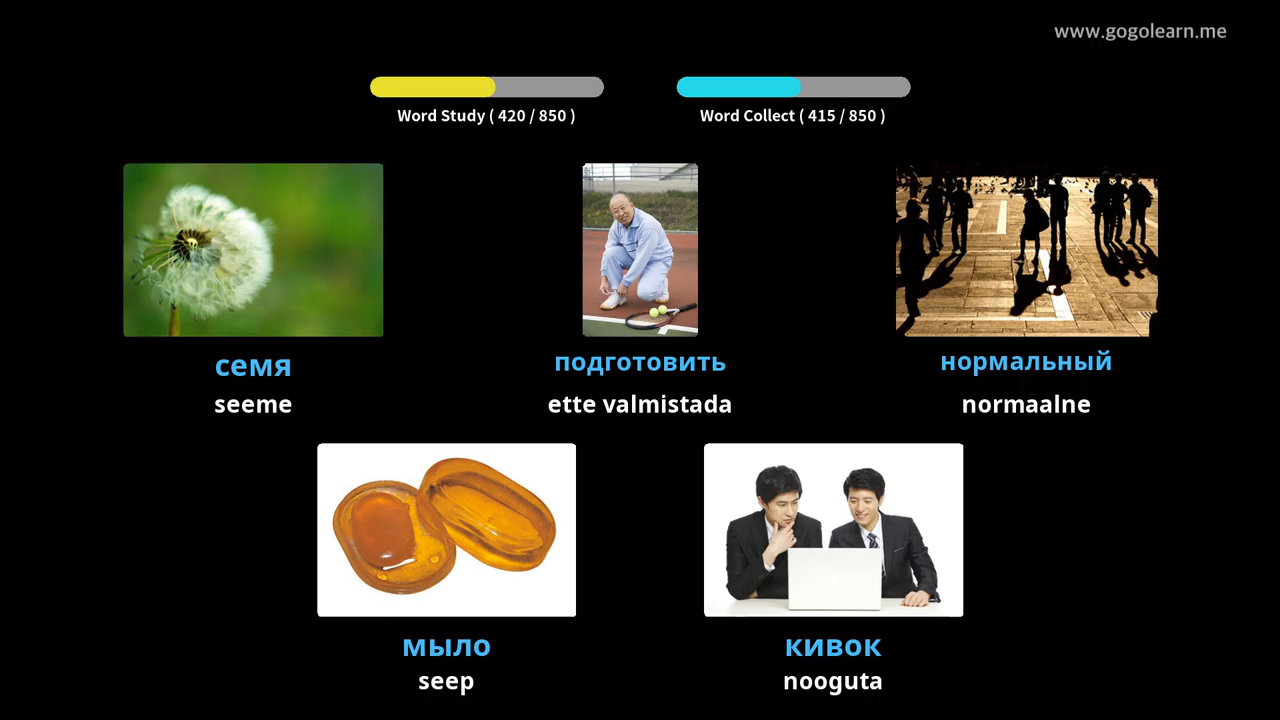 www.gogolearn.me
Word Study ( 420 / 850 )
Word Collect ( 415 / 850 )
семя
seeme
подготовить
ette valmistada
нормальный
normaalne
мыло
seep
кивок
nooguta